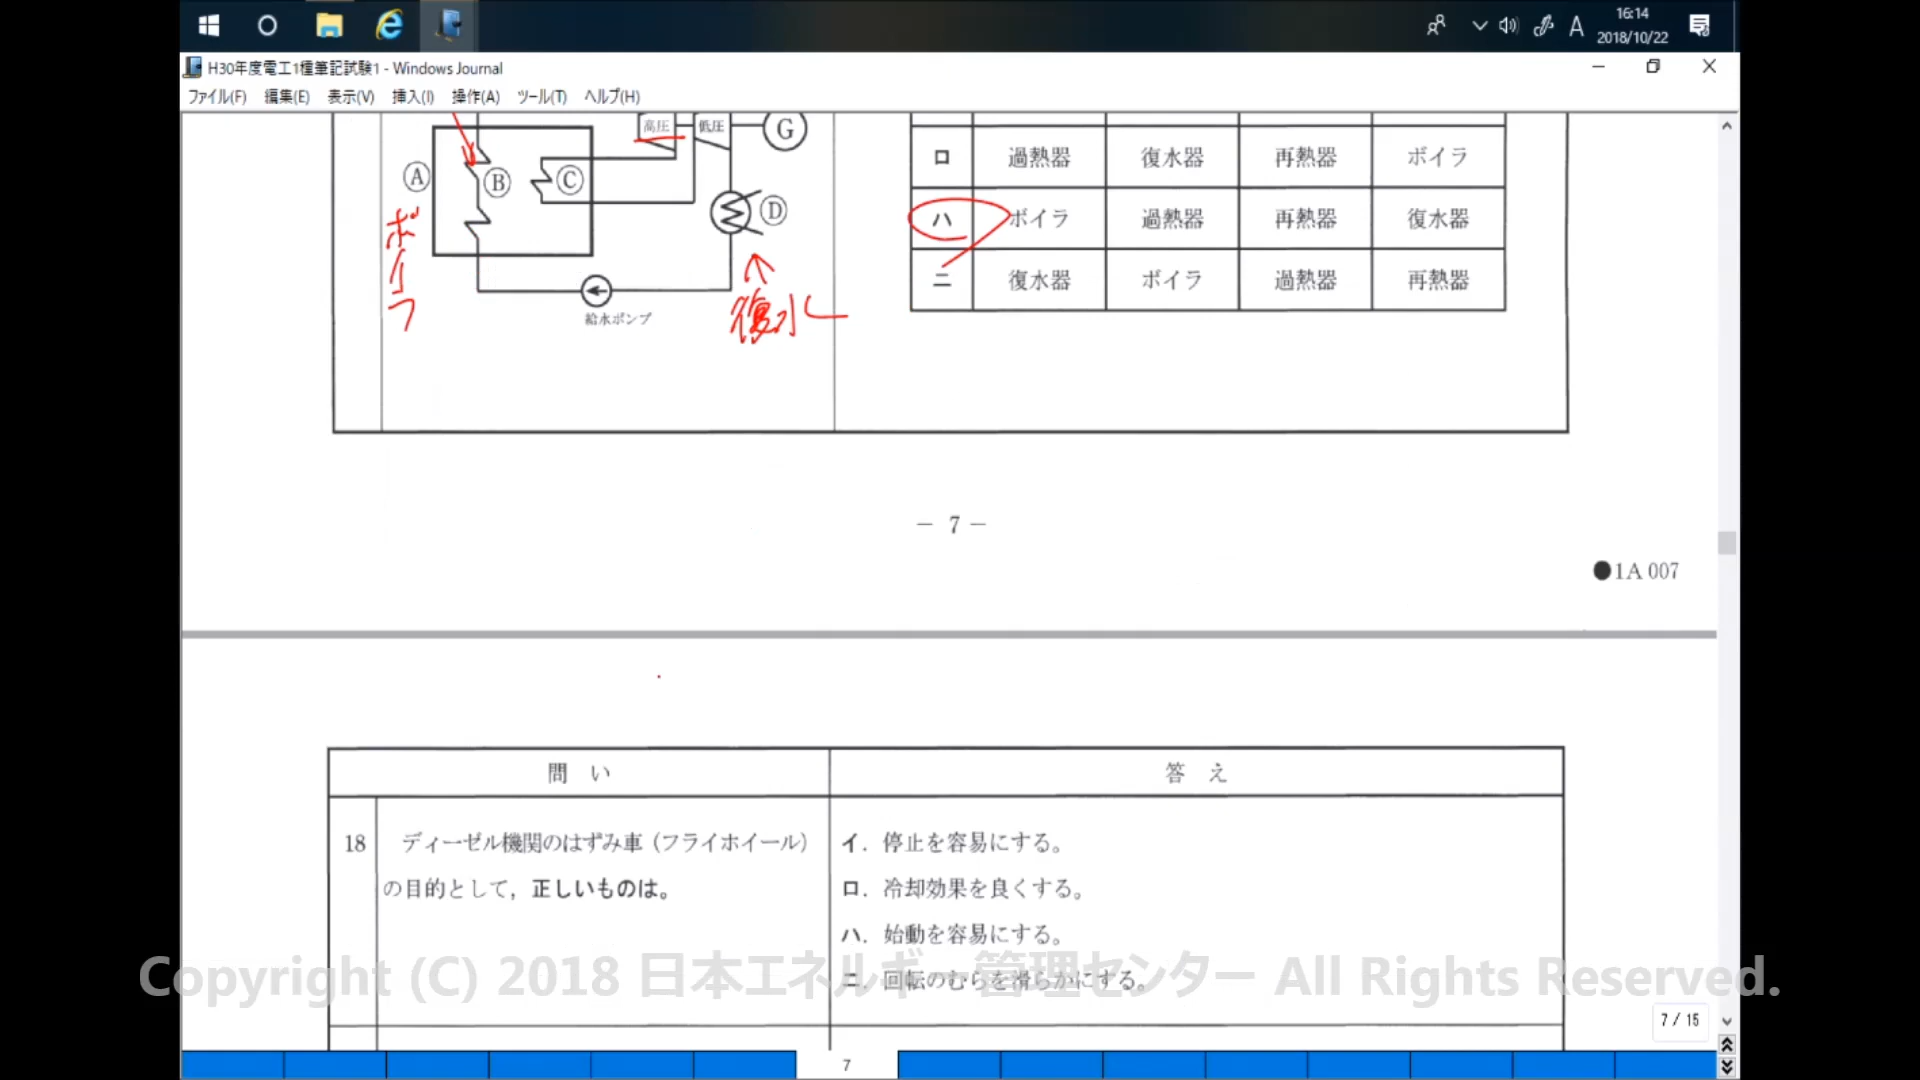 16:14
A
2018/10/22
H30年度電工1種筆記試験1 - Windows Journal
ファイル(F) 編集(E) 表示(V) 挿入(I) 操作(A) ツール(T) ヘルプ(H)
高圧 低圧 G
A B C D
ボイラ
復水
給水ポンプ
ロ 過熱器 復水器 再熱器 ボイラ
ハ ボイラ 過熱器 再熱器 復水器
ニ 復水器 ボイラ 過熱器 再熱器
― 7 ―
●1A 007
問 い 答 え
18 ディーゼル機関のはずみ車（フライホイール）
の目的として，正しいものは。
イ．停止を容易にする。
ロ．冷却効果を良くする。
ハ．始動を容易にする。
ニ．回転のむらを滑らかにする。
Copyright (C) 2018 日本エネルギー管理センター All Rights Reserved.
7 / 15
7